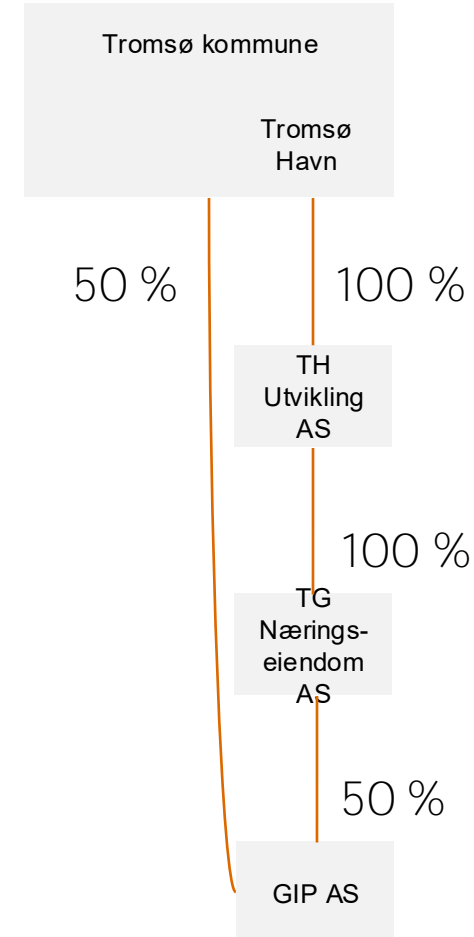 Tromsø kommune
Tromsø
Havn
50 %
100 %
TH
Utvikling
AS
100 %
TG
Nærings-
eiendom
AS
50 %
GIP AS